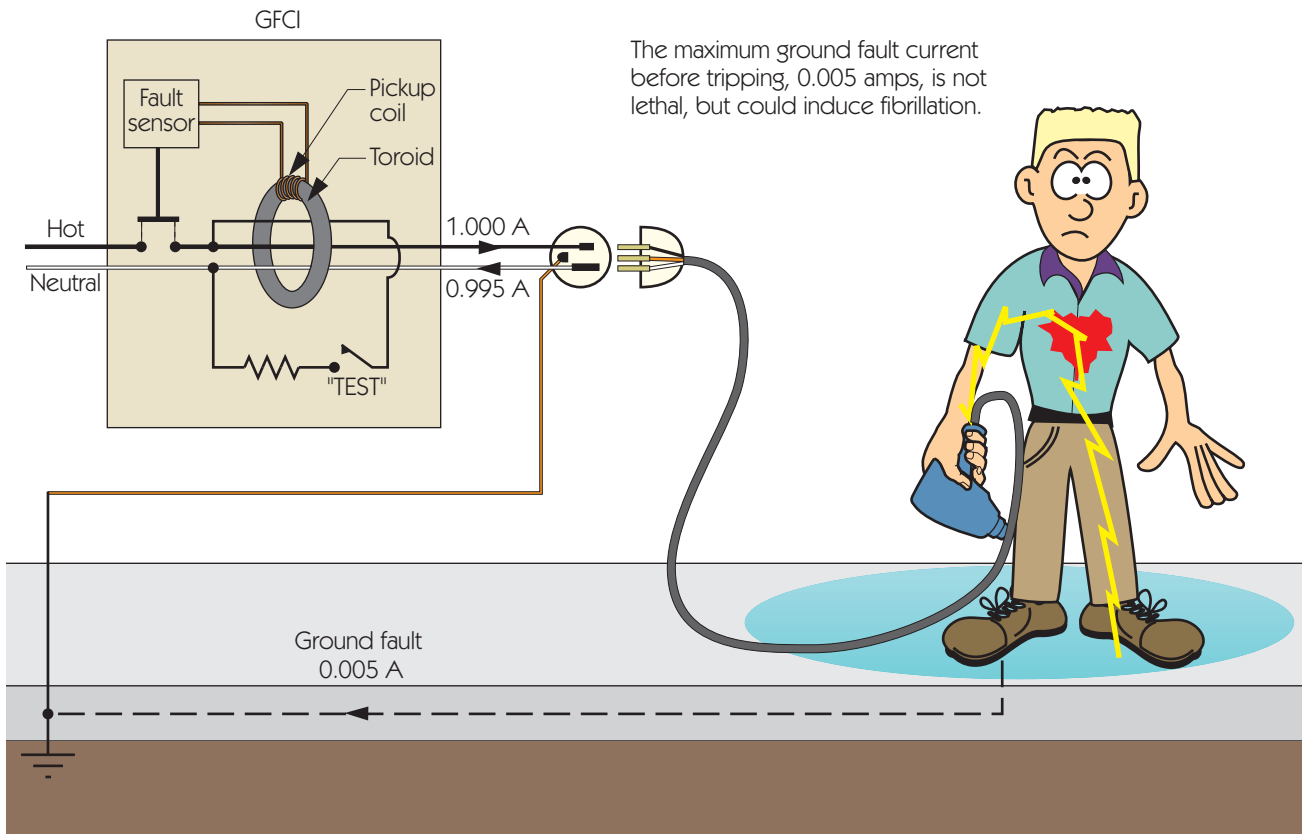 GFCI
The maximum ground fault current
before tripping, 0.005 amps, is not
lethal, but could induce fibrillation.
Fault
sensor
Pickup
coil
Toroid
Hot
1.000 A
Neutral
0.995 A
"TEST"
Ground fault
0.005 A